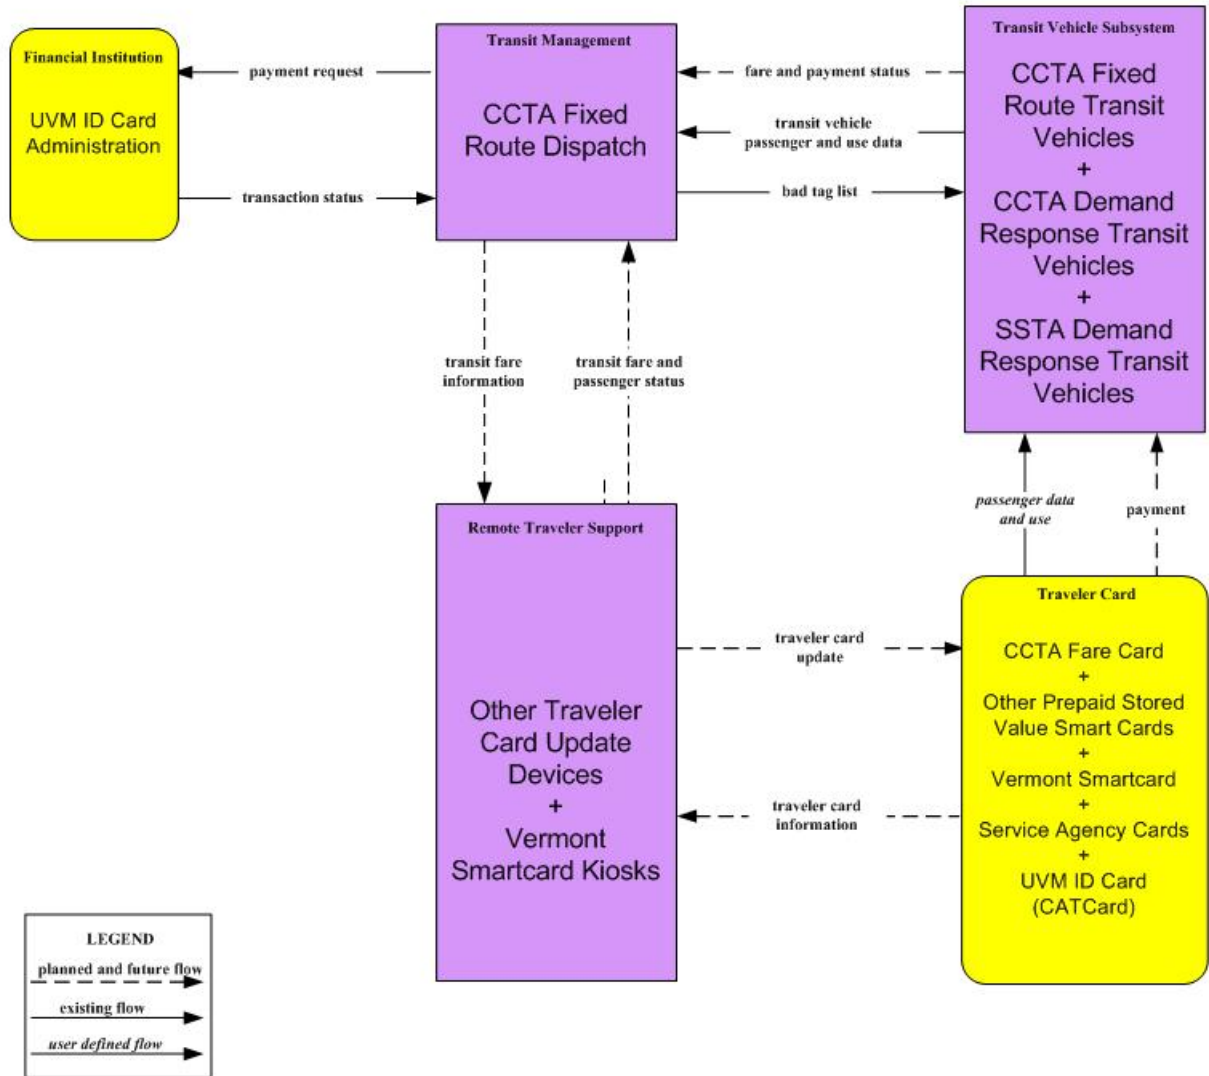 Financial Institution
UVM ID Card
Administration
payment request
transaction status
Transit Management
CCTA Fixed
Route Dispatch
fare and payment status
transit vehicle
passenger and use data
bad tag list
Transit Vehicle Subsystem
CCTA Fixed
Route Transit
Vehicles
+
CCTA Demand
Response Transit
Vehicles
+
SSTA Demand
Response Transit
Vehicles
transit fare
information
transit fare and
passenger status
passenger data
and use
payment
Remote Traveler Support
Other Traveler
Card Update
Devices
+
Vermont
Smartcard Kiosks
traveler card
update
traveler card
information
Traveler Card
CCTA Fare Card
+
Other Prepaid Stored
Value Smart Cards
+
Vermont Smartcard
+
Service Agency Cards
+
UVM ID Card
(CATCard)
LEGEND
planned and future flow
existing flow
user defined flow